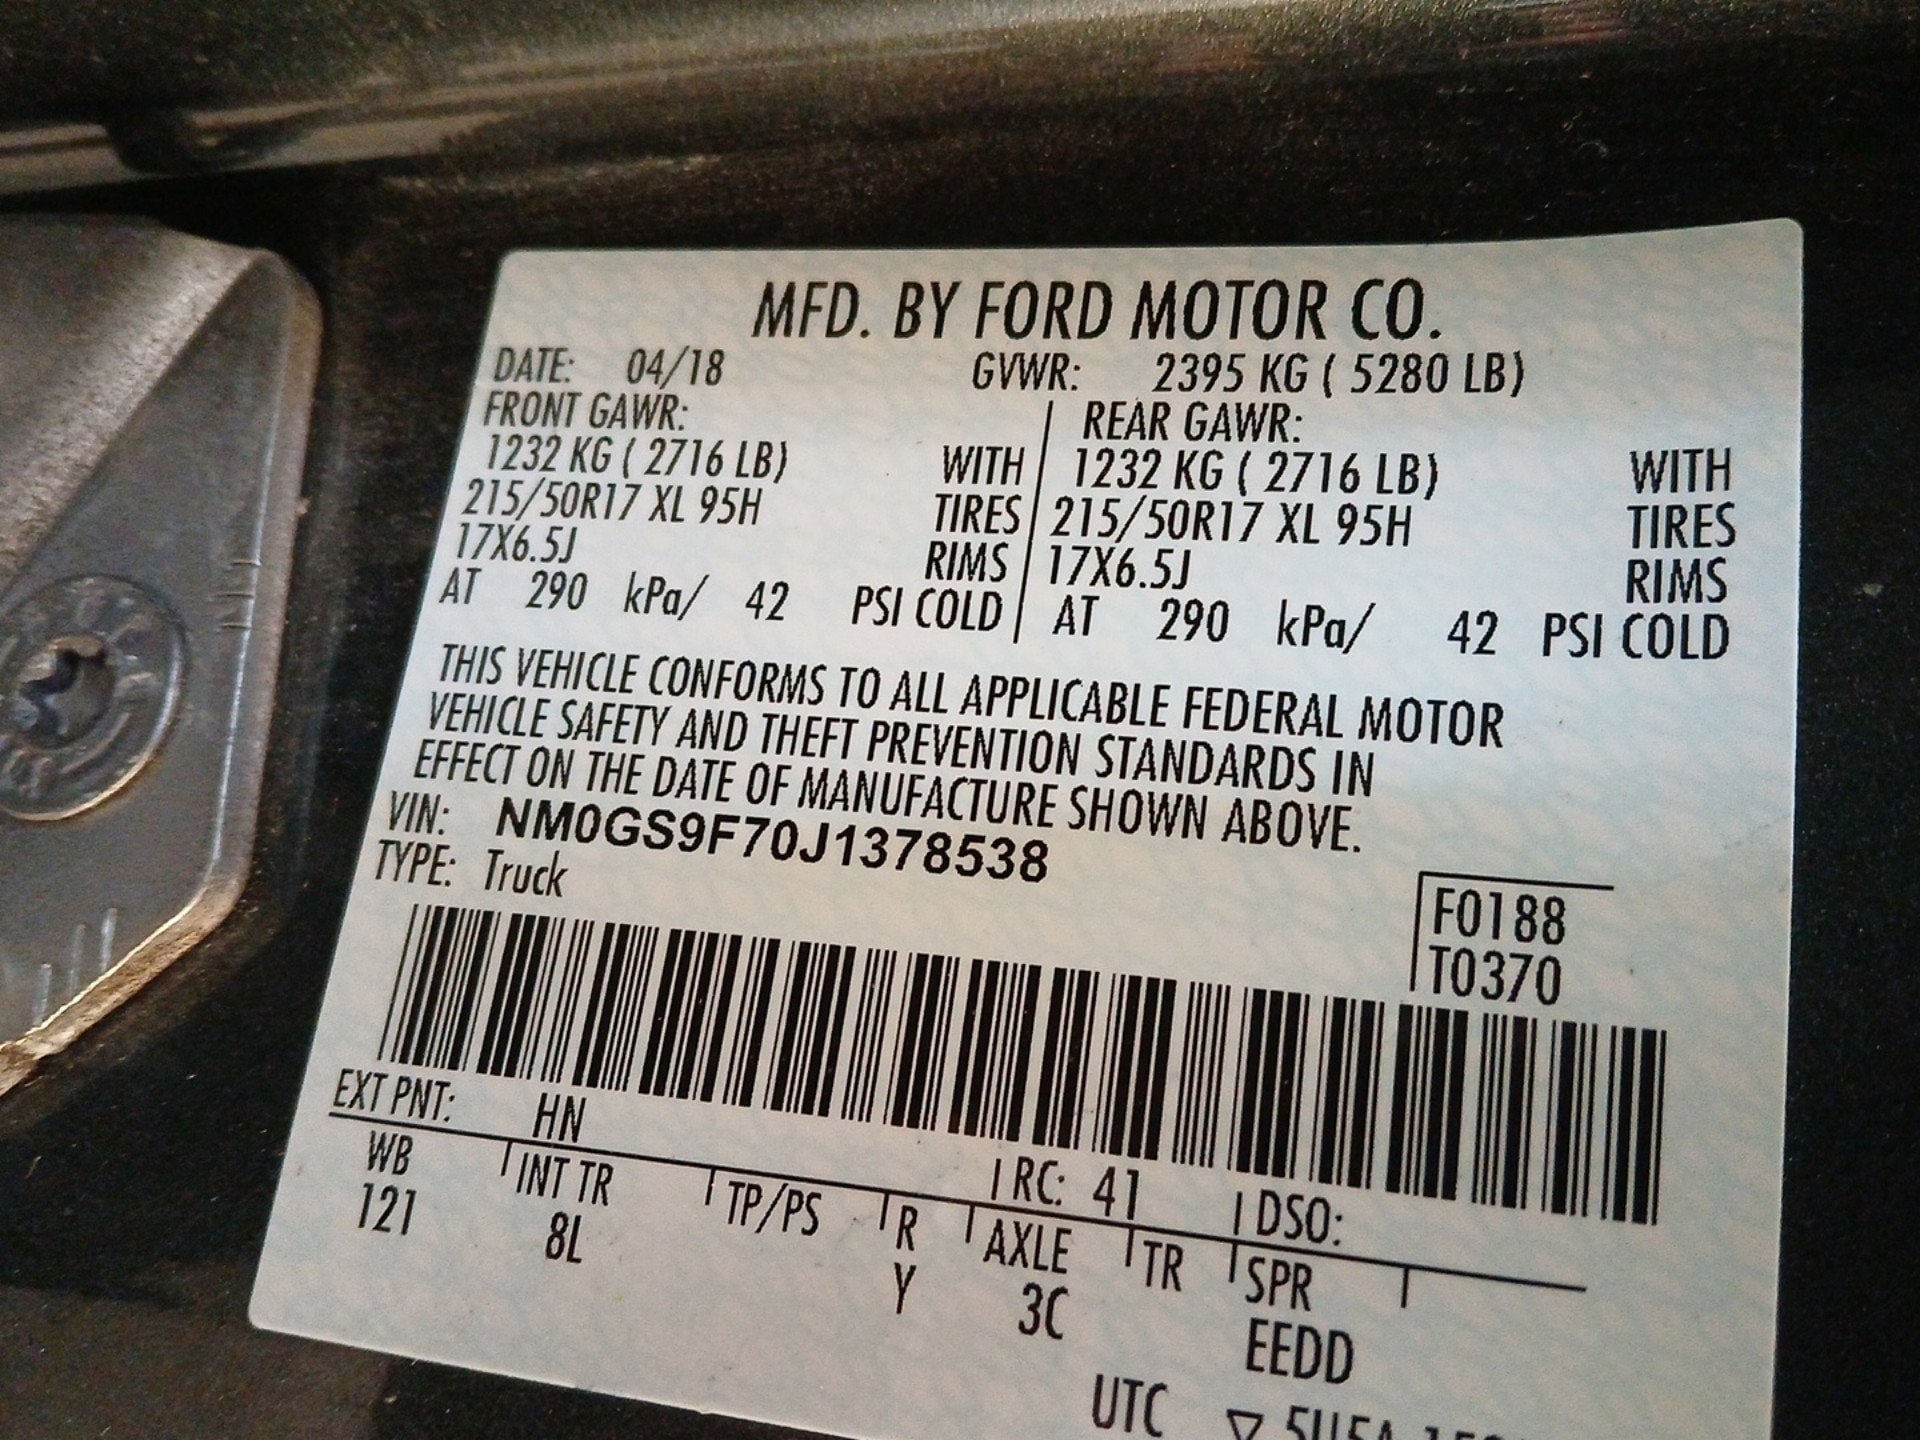 MFD. BY FORD MOTOR CO.
DATE: 04/18 GVWR: 2395 KG ( 5280 LB)
FRONT GAWR: REAR GAWR:
1232 KG ( 2716 LB) WITH 1232 KG ( 2716 LB) WITH
215/50R17 XL 95H TIRES 215/50R17 XL 95H TIRES
17X6.5J RIMS 17X6.5J RIMS
AT 290 kPa/ 42 PSI COLD AT 290 kPa/ 42 PSI COLD
THIS VEHICLE CONFORMS TO ALL APPLICABLE FEDERAL MOTOR
VEHICLE SAFETY AND THEFT PREVENTION STANDARDS IN
EFFECT ON THE DATE OF MANUFACTURE SHOWN ABOVE.
VIN: NM0GS9F70J1378538
TYPE: Truck
F0188
T0370
EXT PNT: HN RC: 41 DSO:
WB INT TR TP/PS R AXLE TR SPR
121 8L Y 3C EEDD
UTC